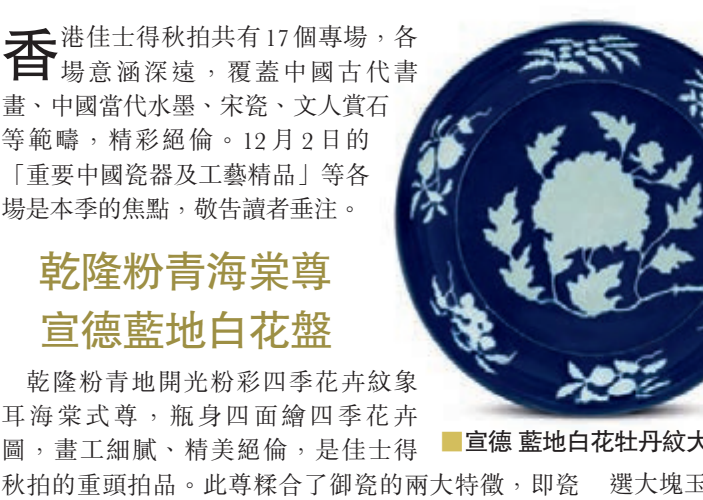 香港佳士得秋拍共有17個專場，各
場意涵深遠，覆蓋中國古代書
畫、中國當代水墨、宋瓷、文人賞石
等範疇，精彩絕倫。12月2日的
「重要中國瓷器及工藝精品」等各
場是本季的焦點，敬告讀者垂注。
乾隆粉青海棠尊
宣德藍地白花盤
乾隆粉青地開光粉彩四季花卉紋象
耳海棠式尊，瓶身四面繪四季花卉
圖，畫工細膩、精美絕倫，是佳士得
秋拍的重頭拍品。此尊糅合了御瓷的兩大特徵，即瓷
■宣德 藍地白花牡丹紋大
選大塊玉